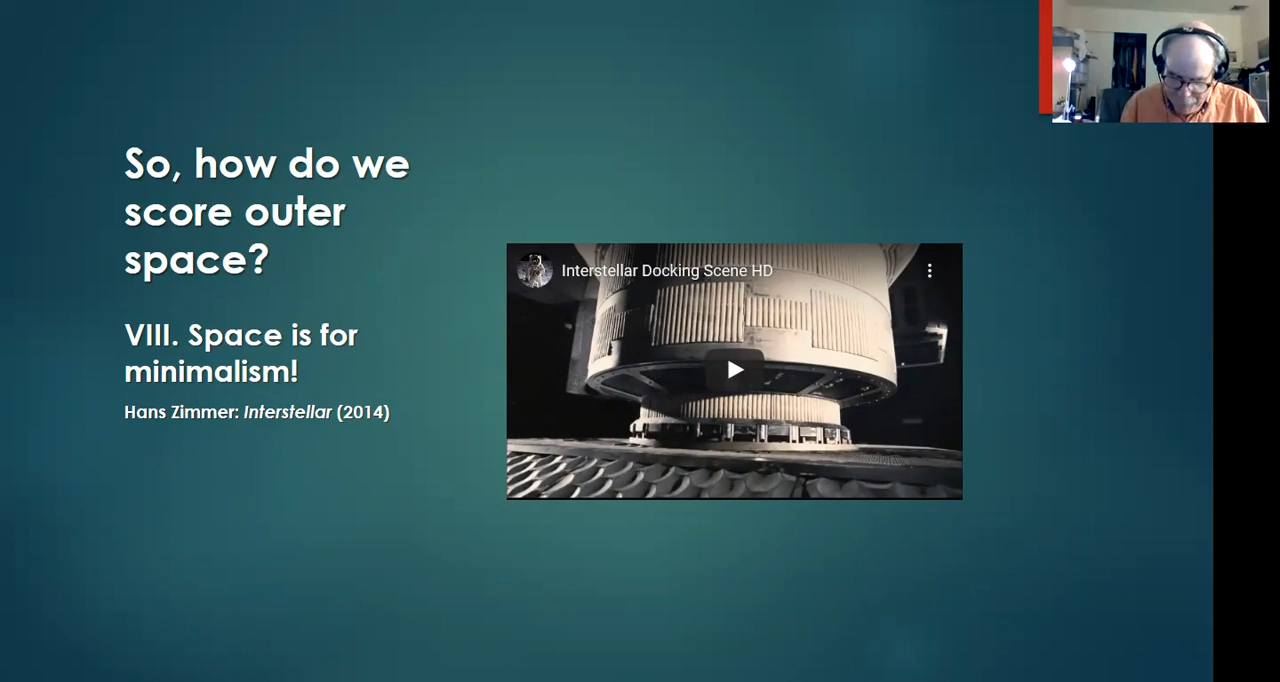 So, how do we
score outer
space?
VIII. Space is for
minimalism!
Hans Zimmer: Interstellar (2014)
Interstellar Docking Scene HD